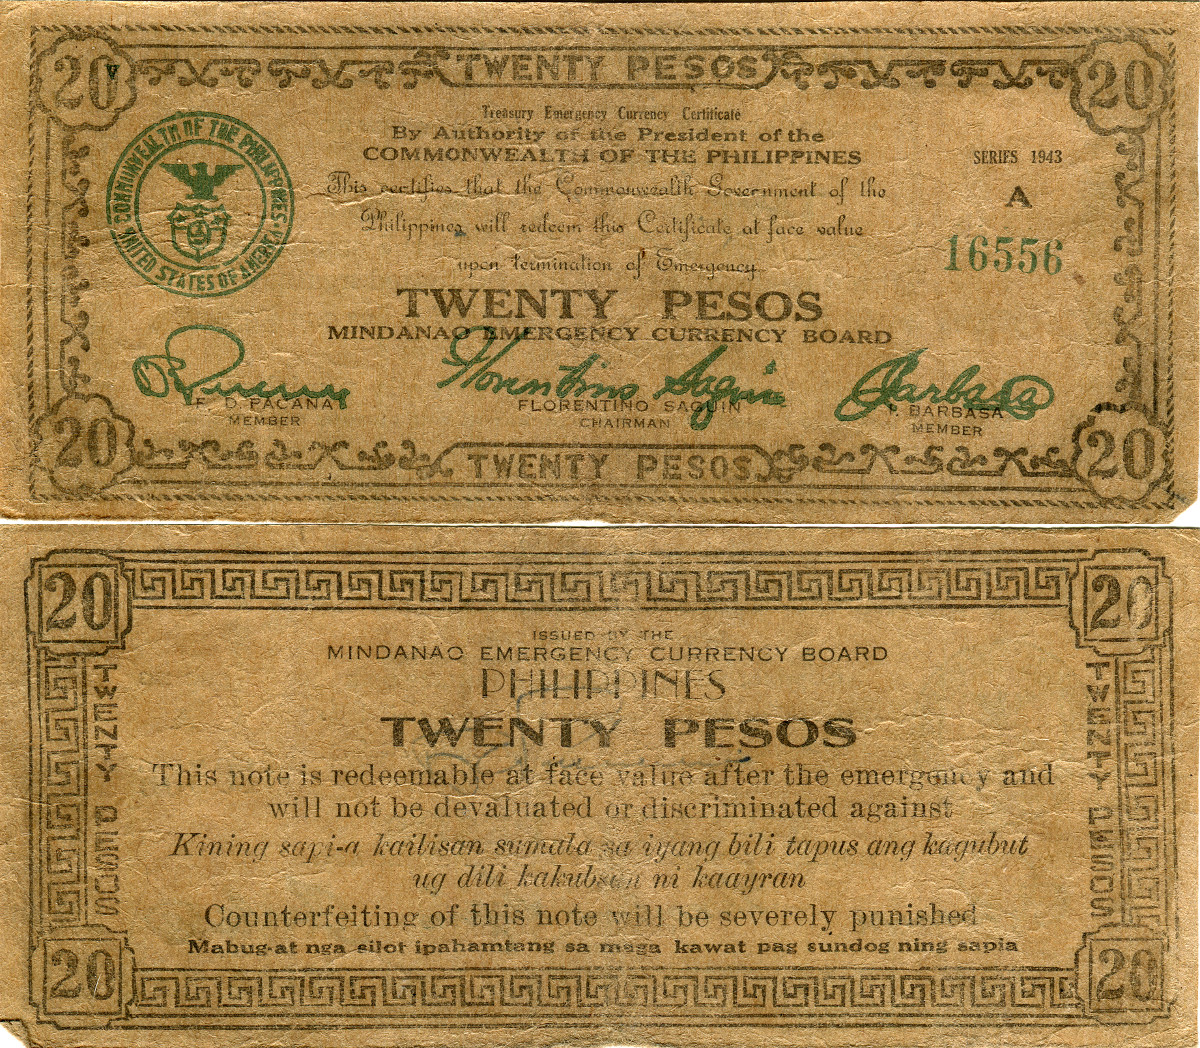 20 TWENTY PESOS 20
Treasury Emergency Currency Certificate
By Authority of the President of the
COMMONWEALTH OF THE PHILIPPINES
SERIES 1943
A
16556
COMMONWEALTH OF THE PHILIPPINES
UNITED STATES OF AMERICA
This certifies that the Commonwealth Government of the
Philippines will redeem this Certificate at face value
upon termination of Emergency
TWENTY PESOS
MINDANAO EMERGENCY CURRENCY BOARD
Florentino Saguin
Barbasa
F. D. PACANA
MEMBER
FLORENTINO SAGUIN
CHAIRMAN
BARBASA
MEMBER
20 TWENTY PESOS 20
20 20
ISSUED BY THE
MINDANAO EMERGENCY CURRENCY BOARD
PHILIPPINES
TWENTY PESOS
TWENTY PESOS
TWENTY PESOS
This note is redeemable at face value after the emergency and
will not be devaluated or discriminated against
Kining sapi-a kailisan sumala sa iyang bili tapus ang kagubut
ug dili kakubsan ni kaayran
Counterfeiting of this note will be severely punished
Mabug-at nga silot ipahamtang sa maga kawat pag sundog ning sapia
20 20